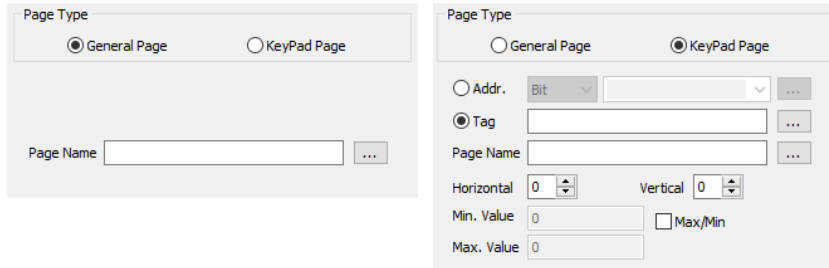 Page Type
General Page KeyPad Page
Page Name ...
Page Type
General Page KeyPad Page
Addr. Bit ...
Tag ...
Page Name ...
Horizontal 0 Vertical 0
Min. Value 0 Max/Min
Max. Value 0